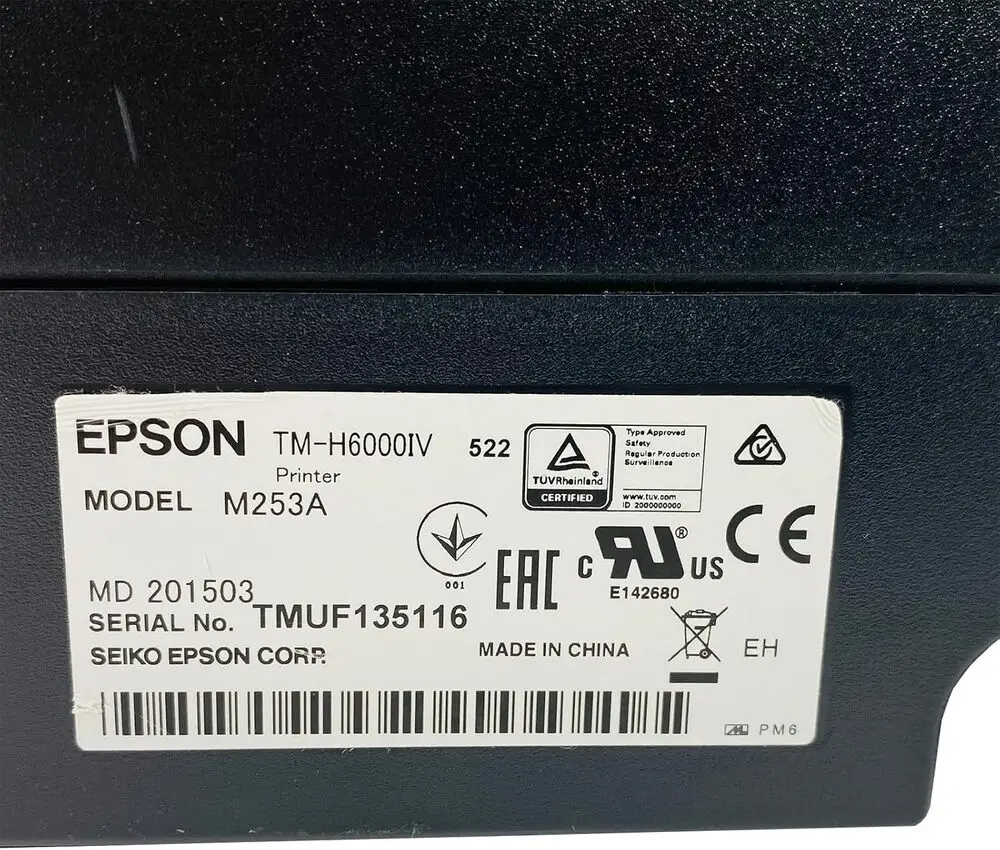 EPSON TM-H6000IV 522
Printer
MODEL M253A
TÜVRheinland®
CERTIFIED
Type Approved
Safety
Regular Production
Surveillance
www.tuv.com
ID 2000000000
001
EAC
c RU® US
E142680
CE
MD 201503
SERIAL No. TMUF135116
SEIKO EPSON CORP.
MADE IN CHINA
EH
PM6